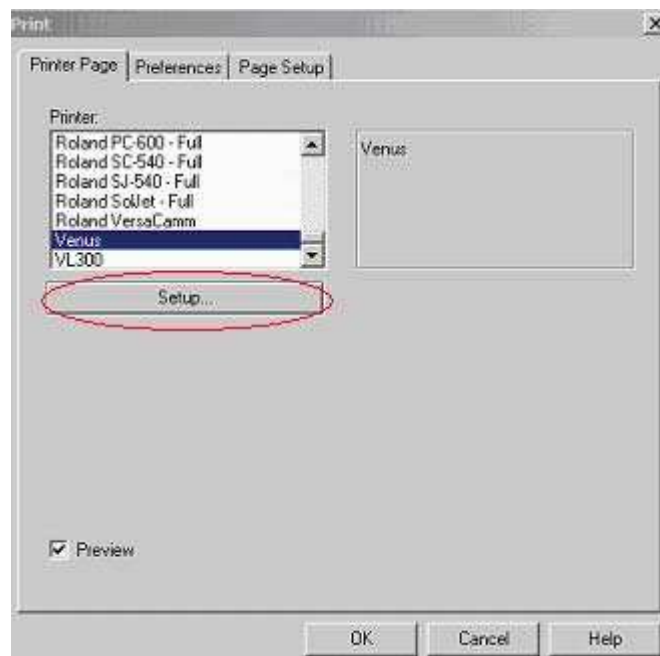 Print
Printer Page Preferences Page Setup
Printer:
Roland PC-600 - Full
Roland SC-540 - Full
Roland SJ-540 - Full
Roland SolJet - Full
Roland VersaCamm
Venus
VL300
Venus
Setup...
Preview
OK Cancel Help